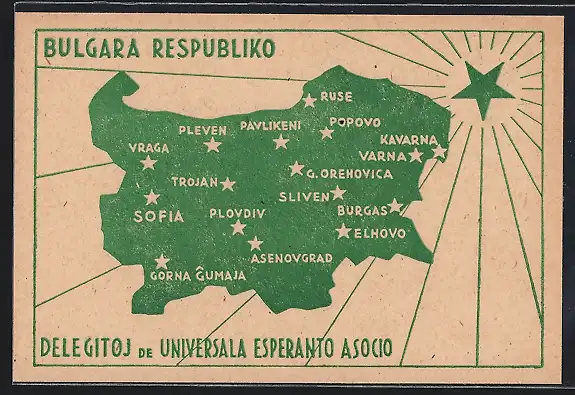 BULGARA RESPUBLIKO
RUSE
PLEVEN
PAVLIKENI
POPOVO
KAVARNA
VRAGA
VARNA
TROJAN
G. OREHOVICA
SLIVEN
SOFIA
PLOVDIV
BURGAS
ELHOVO
ASENOVGRAD
GORNA ĜUMAJA
DELEGITOJ DE UNIVERSALA ESPERANTO ASOCIO